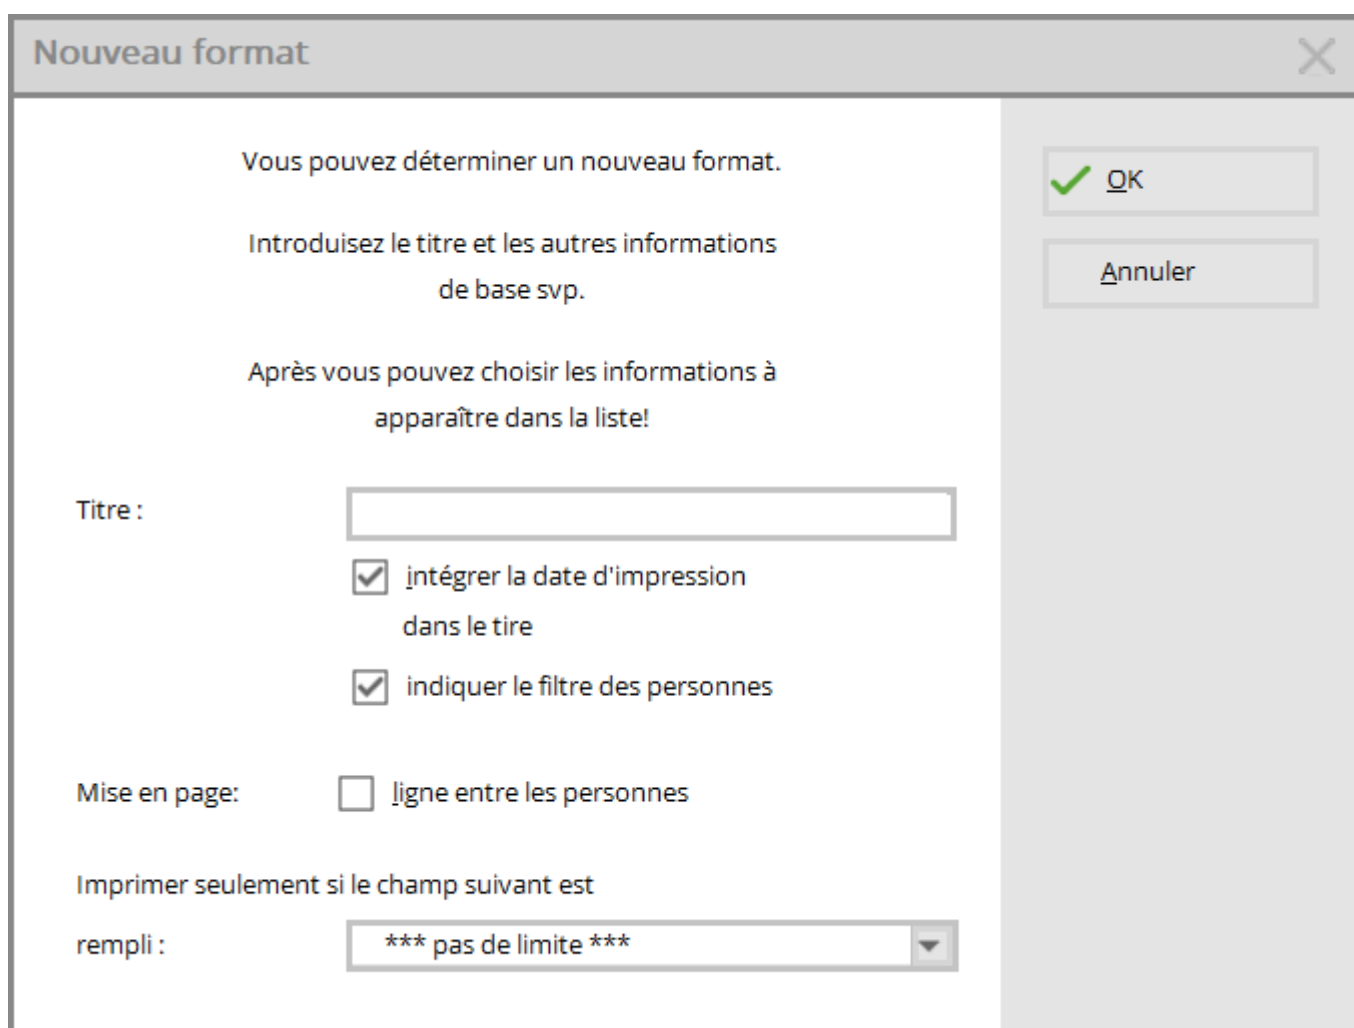 Nouveau format
Vous pouvez déterminer un nouveau format.
OK
Introduisez le titre et les autres informations
de base svp.
Annuler
Après vous pouvez choisir les informations à
apparaître dans la liste!
Titre :
intégrer la date d'impression
dans le tire
indiquer le filtre des personnes
Mise en page:
ligne entre les personnes
Imprimer seulement si le champ suivant est
rempli :
*** pas de limite ***